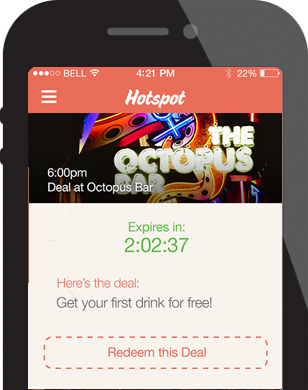 BELL 4:21 PM 22%
Hotspot
THE
OCTOPUS
BAR
6:00pm
Deal at Octopus Bar
Expires in:
2:02:37
Here's the deal:
Get your first drink for free!
Redeem this Deal